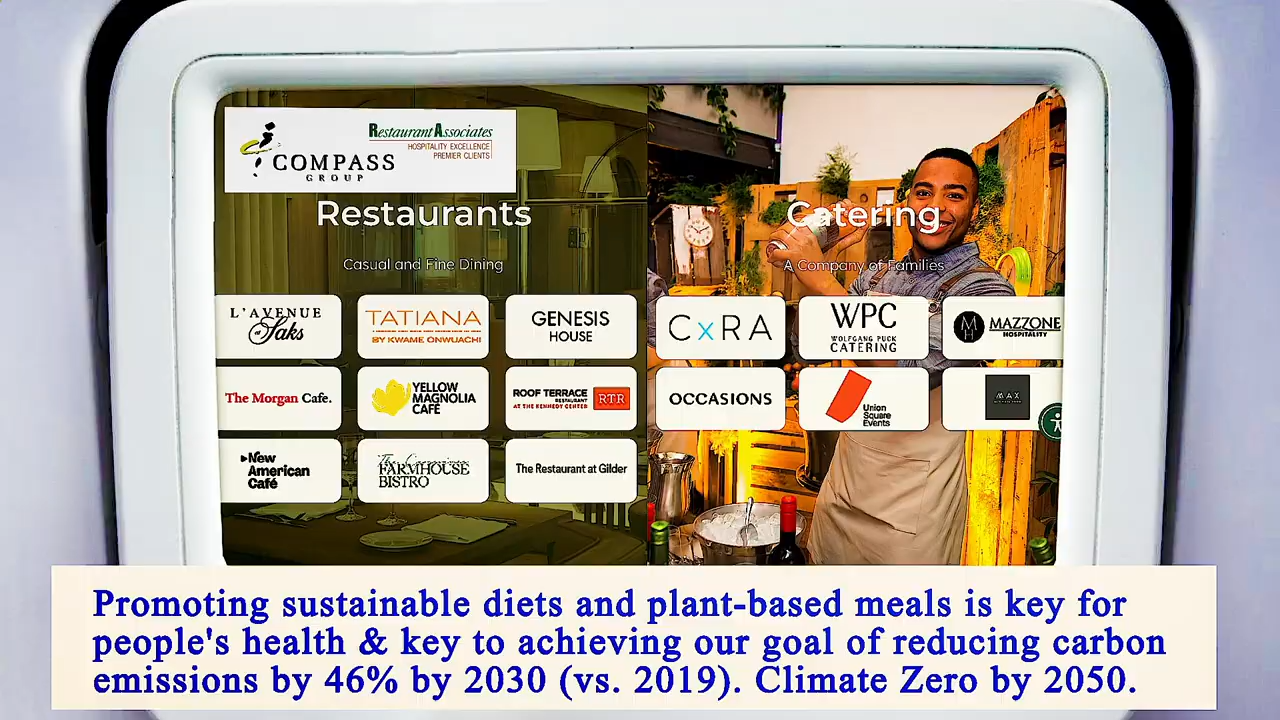 COMPASS
GROUP
Restaurant Associates
HOSPITALITY EXCELLENCE
PREMIER CLIENTS
Restaurants
Casual and Fine Dining
L'AVENUE
Saks
TATIANA
BY KWAME ONWUACHI
GENESIS
HOUSE
The Morgan Cafe.
YELLOW
MAGNOLIA
CAFÉ
ROOF TERRACE
RESTAURANT
AT THE KENNEDY CENTER
RTR
New
American
Café
FARMHOUSE
BISTRO
The Restaurant at Gilder
Catering
A Company of Families
CxRA
WPC
WOLFGANG PUCK
CATERING
MH
MAZZONE
HOSPITALITY
OCCASIONS
Union
Square
Events
MAX
Promoting sustainable diets and plant-based meals is key for
people's health & key to achieving our goal of reducing carbon
emissions by 46% by 2030 (vs. 2019). Climate Zero by 2050.